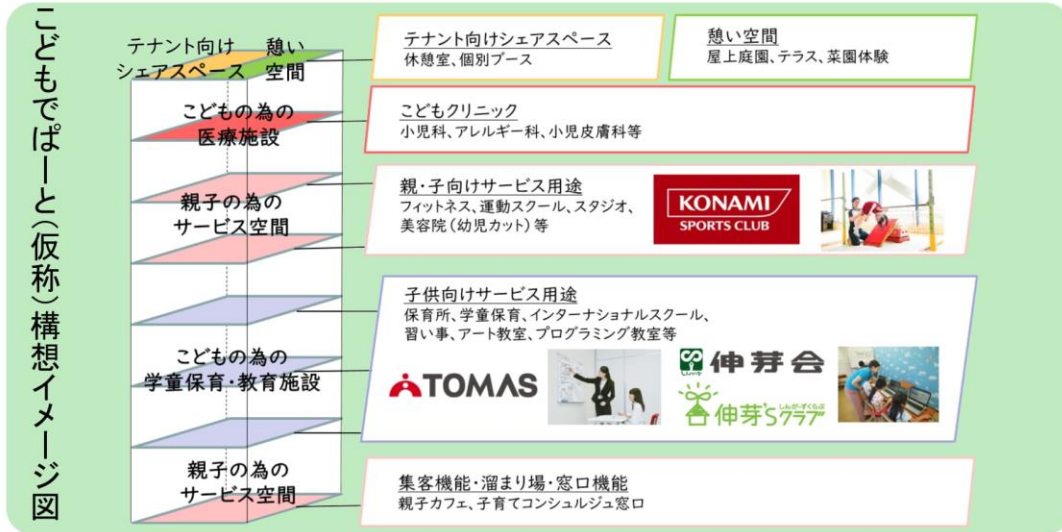 こどもでぱーと(仮称)構想イメージ図
テナント向け
シェアスペース
憩い
空間
こどもの為の
医療施設
親子の為の
サービス空間
こどもの為の
学童保育・教育施設
親子の為の
サービス空間
テナント向けシェアスペース
休憩室、個別ブース
憩い空間
屋上庭園、テラス、菜園体験
こどもクリニック
小児科、アレルギー科、小児皮膚科等
親・子向けサービス用途
フィットネス、運動スクール、スタジオ、
美容院(幼児カット)等
KONAMI
SPORTS CLUB
子供向けサービス用途
保育所、学童保育、インターナショナルスクール、
習い事、アート教室、プログラミング教室等
TOMAS
しんが〜かい
伸芽会
しんが〜ずくらぶ
伸芽'Sクラブ
集客機能・溜まり場・窓口機能
親子カフェ、子育てコンシュルジュ窓口